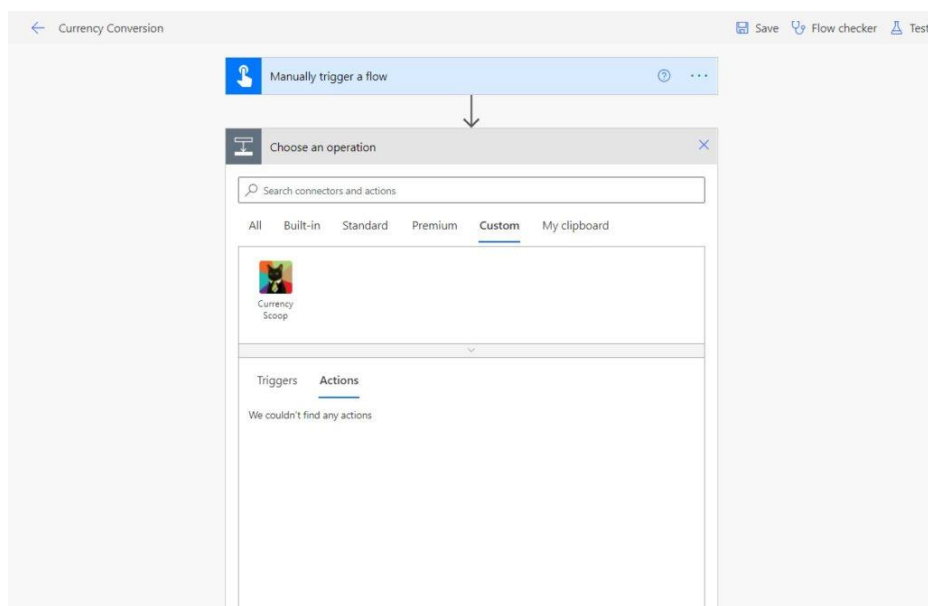 Currency Conversion
Save Flow checker Test
Manually trigger a flow
Choose an operation
Search connectors and actions
All Built-in Standard Premium Custom My clipboard
Currency
Scoop
Triggers Actions
We couldn't find any actions